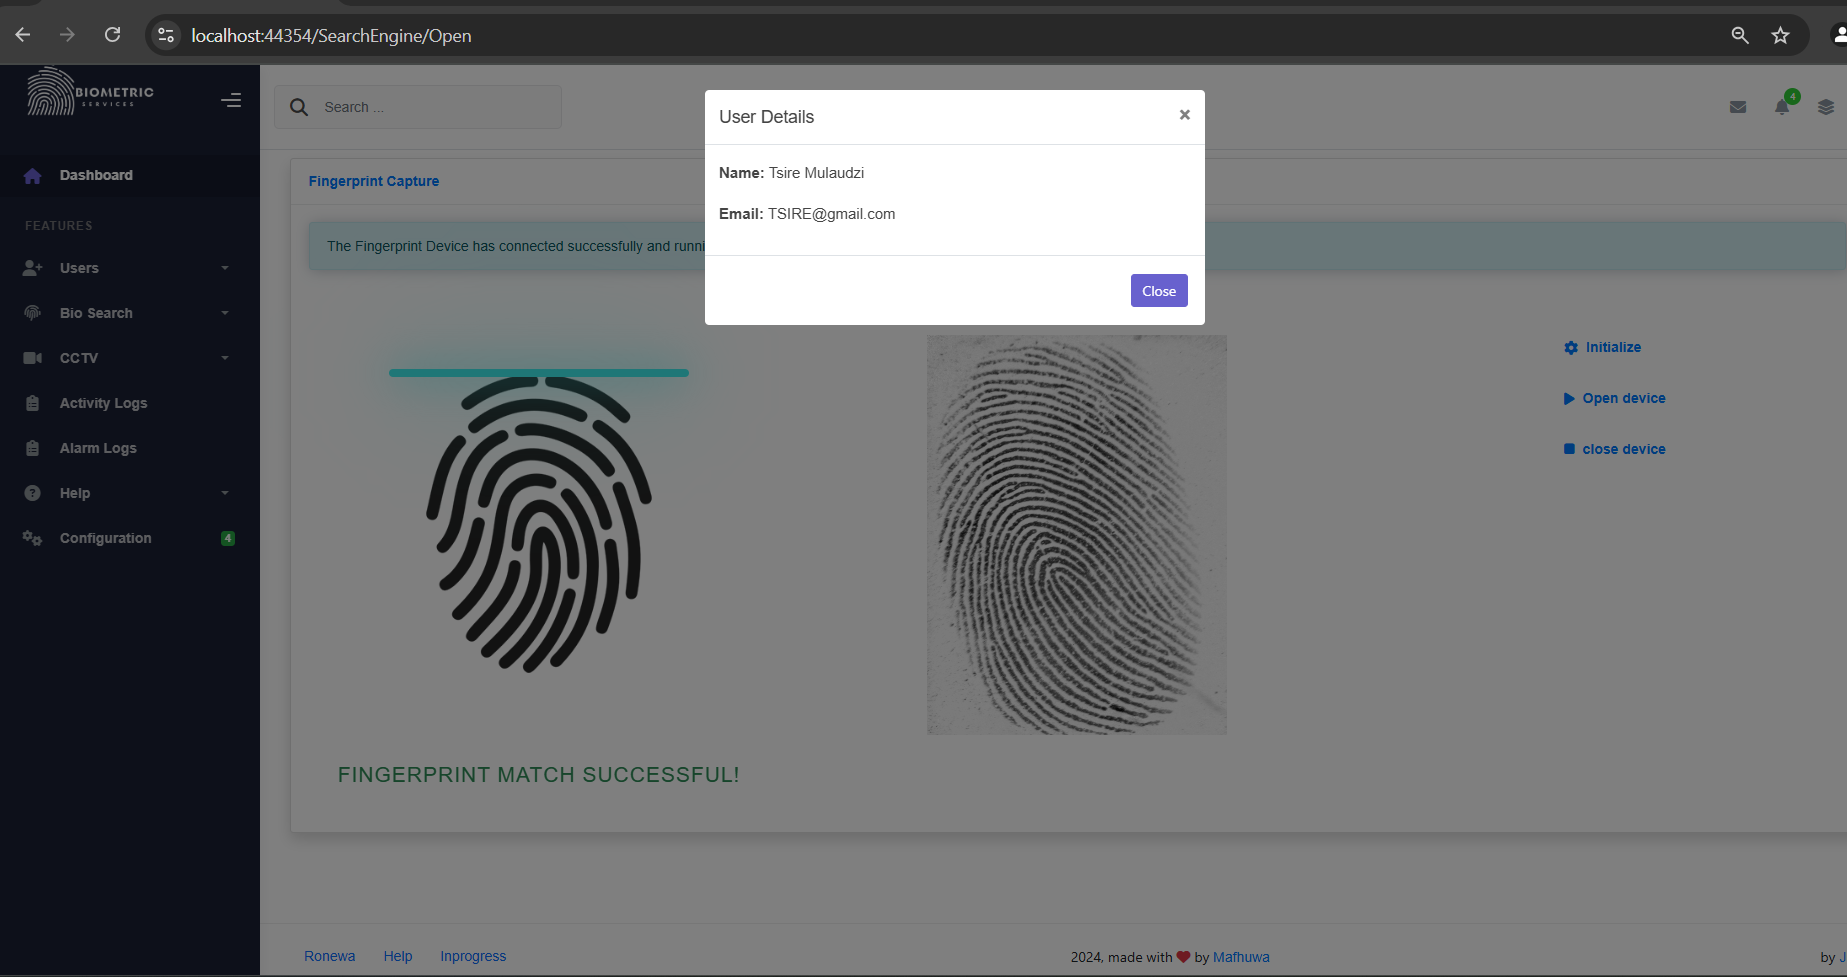 localhost:44354/SearchEngine/Open
BIOMETRIC
SERVICES
Search ...
4
Dashboard
FEATURES
Users
Bio Search
CCTV
Activity Logs
Alarm Logs
Help
Configuration
4
Fingerprint Capture
The Fingerprint Device has connected successfully and runni
User Details
×
Name: Tsire Mulaudzi
Email: TSIRE@gmail.com
Close
Initialize
Open device
close device
FINGERPRINT MATCH SUCCESSFUL!
Ronewa Help Inprogress
2024, made with by Mafhuwa
by